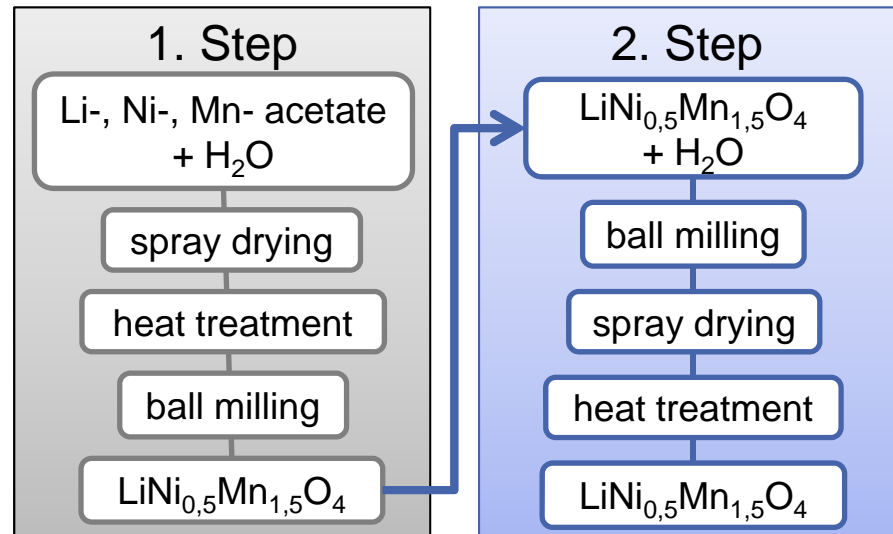 1. Step
Li-, Ni-, Mn- acetate
+ H₂O
spray drying
heat treatment
ball milling
LiNi₀,₅Mn₁,₅O₄
2. Step
LiNi₀,₅Mn₁,₅O₄
+ H₂O
ball milling
spray drying
heat treatment
LiNi₀,₅Mn₁,₅O₄